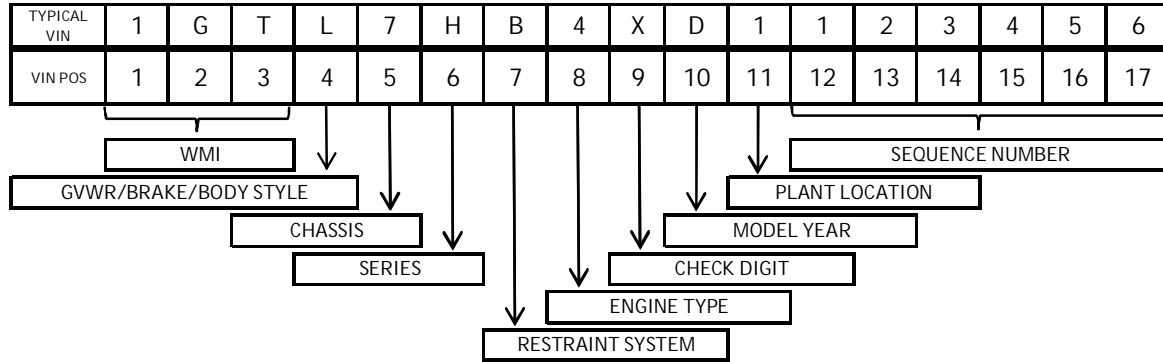 TYPICAL VIN 1 G T L 7 H B 4 X D 1 1 2 3 4 5 6
VIN POS 1 2 3 4 5 6 7 8 9 10 11 12 13 14 15 16 17
WMI SEQUENCE NUMBER
GVWR/BRAKE/BODY STYLE PLANT LOCATION
CHASSIS MODEL YEAR
SERIES CHECK DIGIT
ENGINE TYPE
RESTRAINT SYSTEM